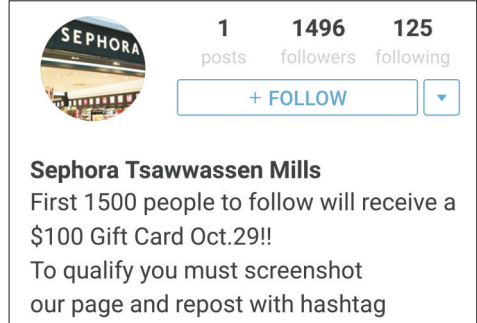 SEPHORA
1 1496 125
posts followers following
+ FOLLOW
Sephora Tsawwassen Mills
First 1500 people to follow will receive a
$100 Gift Card Oct.29!!
To qualify you must screenshot
our page and repost with hashtag